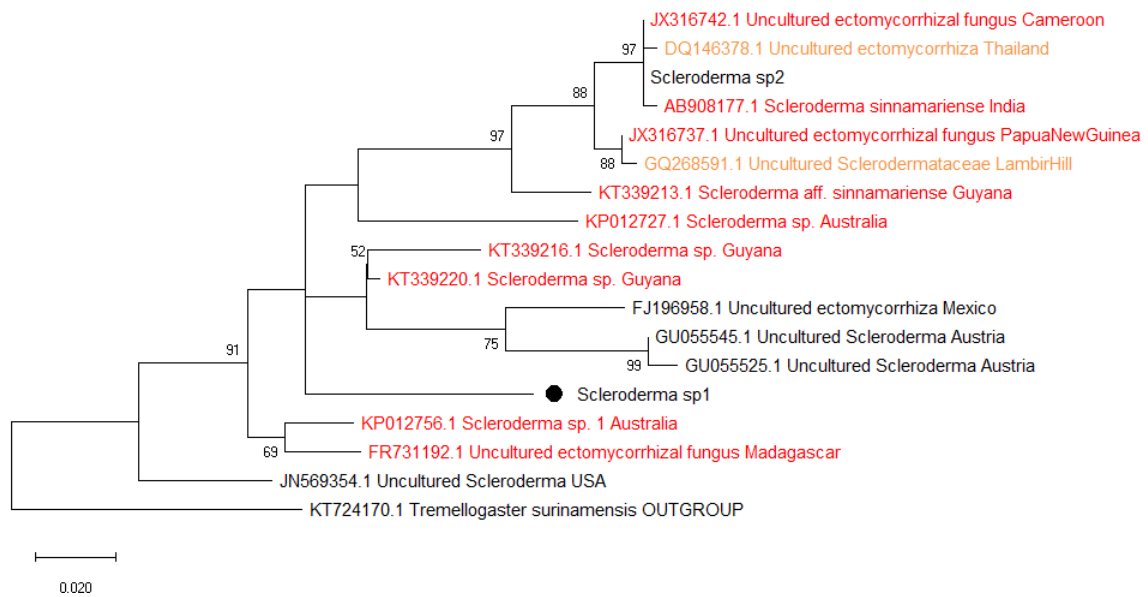 JX316742.1 Uncultured ectomycorrhizal fungus Cameroon
97
DQ146378.1 Uncultured ectomycorrhiza Thailand
Scleroderma sp2
88
AB908177.1 Scleroderma sinnamariense India
97
JX316737.1 Uncultured ectomycorrhizal fungus PapuaNewGuinea
88
GQ268591.1 Uncultured Sclerodermataceae LambirHill
KT339213.1 Scleroderma aff. sinnamariense Guyana
KP012727.1 Scleroderma sp. Australia
52
KT339216.1 Scleroderma sp. Guyana
KT339220.1 Scleroderma sp. Guyana
FJ196958.1 Uncultured ectomycorrhiza Mexico
75
GU055545.1 Uncultured Scleroderma Austria
91
99
GU055525.1 Uncultured Scleroderma Austria
Scleroderma sp1
KP012756.1 Scleroderma sp. 1 Australia
69
FR731192.1 Uncultured ectomycorrhizal fungus Madagascar
JN569354.1 Uncultured Scleroderma USA
KT724170.1 Tremellogaster surinamensis OUTGROUP
0.020